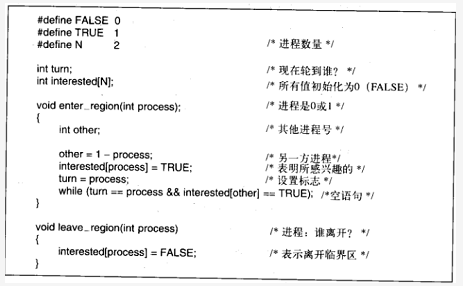 #define FALSE 0
#define TRUE 1
#define N 2 /* 进程数量 */
int turn; /* 现在轮到谁? */
int interested[N]; /* 所有值初始化为0（FALSE） */
void enter_region(int process); /* 进程是0或1 */
{
int other; /* 其他进程号 */
other = 1 – process; /* 另一方进程*/
interested[process] = TRUE; /* 表明所感兴趣的 */
turn = process; /* 设置标志 */
while (turn == process && interested[other] == TRUE); /*空语句 */
}
void leave_region(int process) /* 进程：谁离开? */
{
interested[process] = FALSE; /* 表示离开临界区 */
}